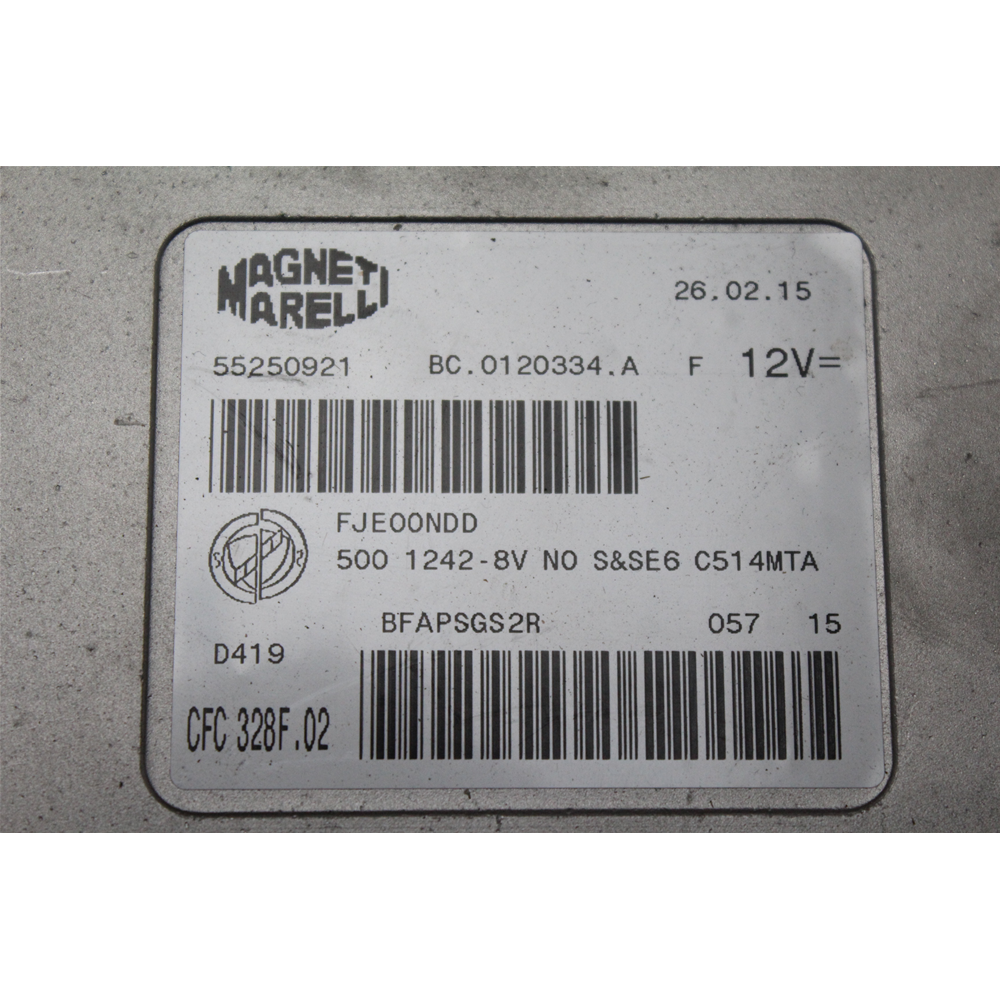 MAGNETI
MARELLI
26.02.15
55250921 BC.0120334.A F 12V=
FJE00NDD
500 1242-8V NO S&SE6 C514MTA
BFAPSGS2R 057 15
D419
CFC 328F.02